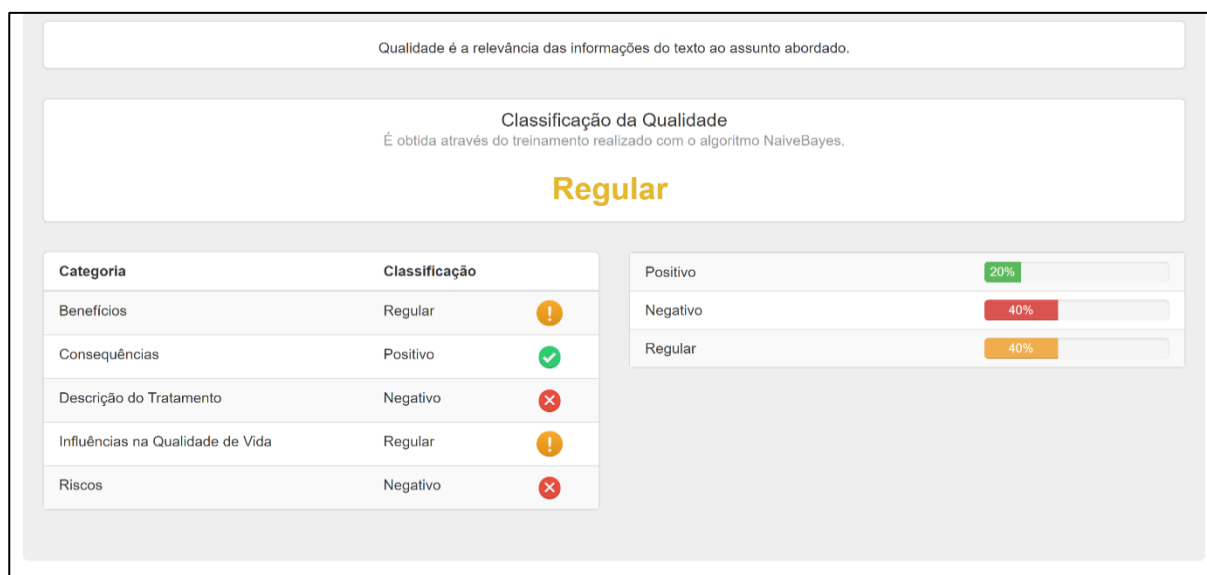 Qualidade é a relevância das informações do texto ao assunto abordado.
Classificação da Qualidade
É obtida através do treinamento realizado com o algoritmo NaiveBayes.
Regular
Categoria Classificação
Benefícios Regular
Consequências Positivo
Descrição do Tratamento Negativo
Influências na Qualidade de Vida Regular
Riscos Negativo
Positivo 20%
Negativo 40%
Regular 40%